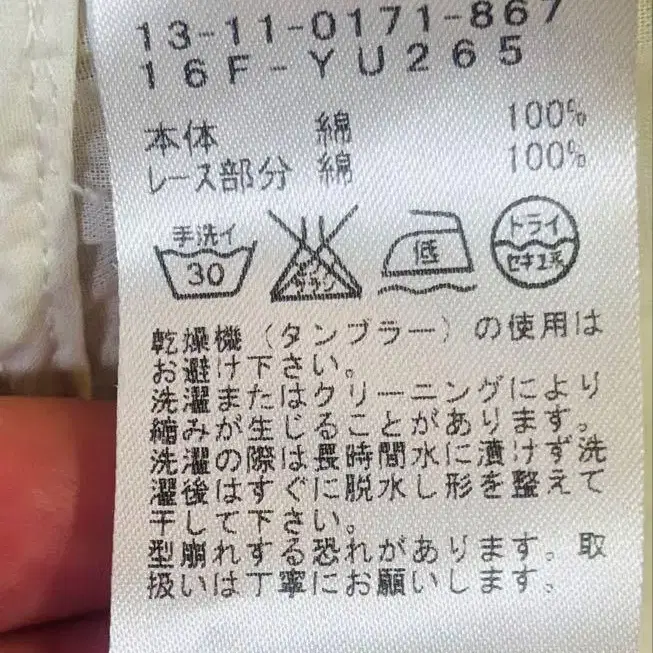 13-11-0171-867
16F-YU265
本体 綿 100%
レース部分 綿 100%
手洗イ 30
低
ドライ セキユ系
乾燥機（タンブラー）の使用は
お避け下さい。
洗濯またはクリーニングにより
縮みが生じることがあります。
洗濯の際は長時間水に漬けず洗
濯後はすぐに脱水し形を整えて
干して下さい。
型崩れする恐れがあります。取
扱いは丁寧にお願いします。